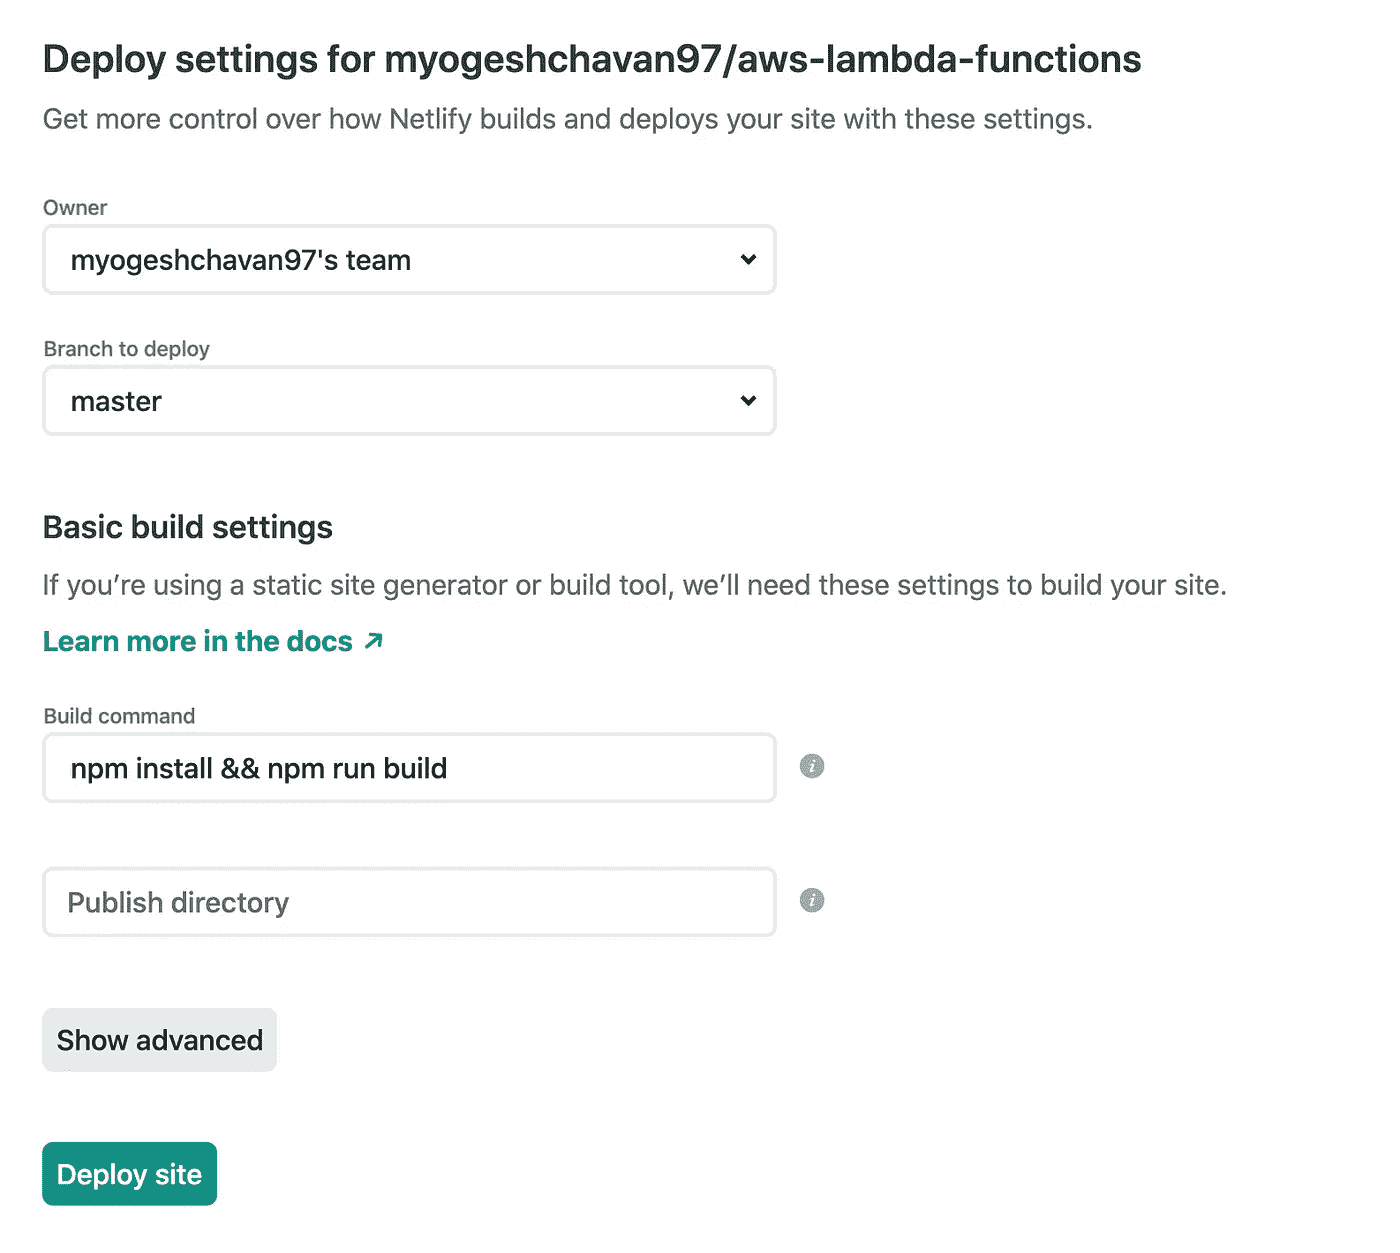 Deploy settings for myogeshchavan97/aws-lambda-functions
Get more control over how Netlify builds and deploys your site with these settings.
Owner
myogeshchavan97's team
Branch to deploy
master
Basic build settings
If you’re using a static site generator or build tool, we’ll need these settings to build your site.
Learn more in the docs ↗
Build command
npm install && npm run build
i
Publish directory
i
Show advanced
Deploy site